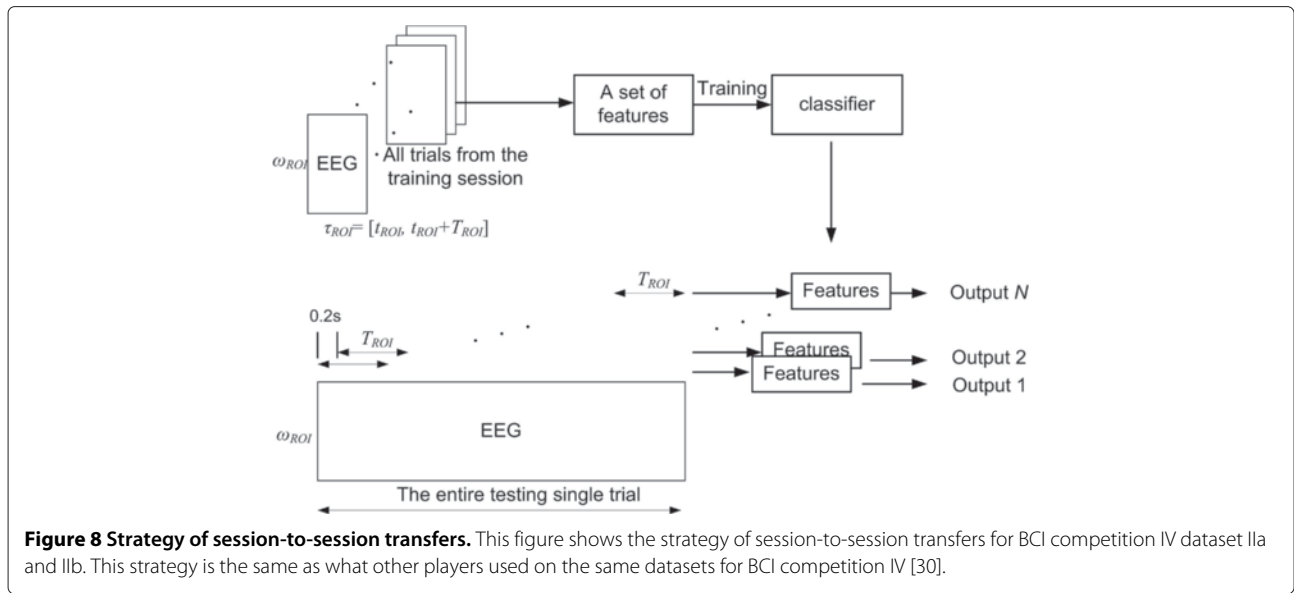 A set of
features
Training
classifier
ω_ROI
EEG
All trials from the
training session
τ_ROI= [t_ROI, t_ROI+T_ROI]
T_ROI
Features
Output N
0.2s
T_ROI
Features
Output 2
Features
Output 1
ω_ROI
EEG
The entire testing single trial
Figure 8 Strategy of session-to-session transfers. This figure shows the strategy of session-to-session transfers for BCI competition IV dataset IIa
and IIb. This strategy is the same as what other players used on the same datasets for BCI competition IV [30].